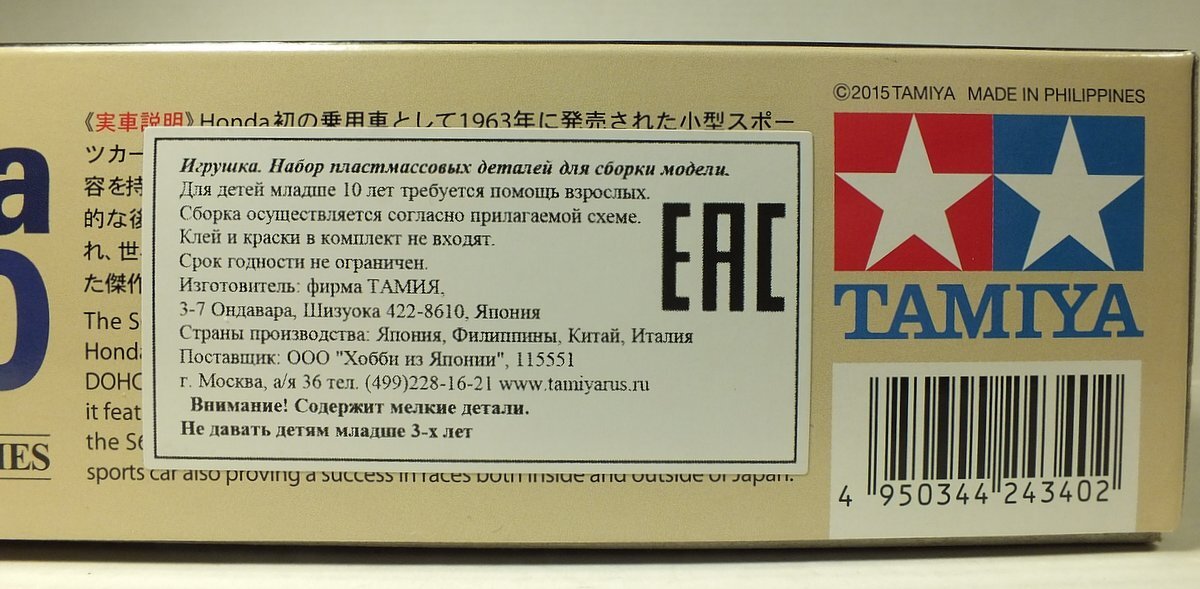 ©2015 TAMIYA MADE IN PHILIPPINES
《実車説明》Honda初の乗用車として1963年に発売された小型スポー
ツカー
容を持
的な後
れ、世
た傑作
The S
Honda
DOHC
it feat
the S6
sports car also proving a success in races both inside and outside of Japan.
a
0
IES
Игрушка. Набор пластмассовых деталей для сборки модели.
Для детей младше 10 лет требуется помощь взрослых.
Сборка осуществляется согласно прилагаемой схеме.
Клей и краски в комплект не входят.
Срок годности не ограничен.
Изготовитель: фирма ТАМИЯ,
3-7 Ондавара, Шизуока 422-8610, Япония
Страны производства: Япония, Филиппины, Китай, Италия
Поставщик: ООО "Хобби из Японии", 115551
г. Москва, а/я 36 тел. (499)228-16-21 www.tamiyarus.ru
Внимание! Содержит мелкие детали.
Не давать детям младше 3-х лет
EAC
TAMIYA
4 950344 243402